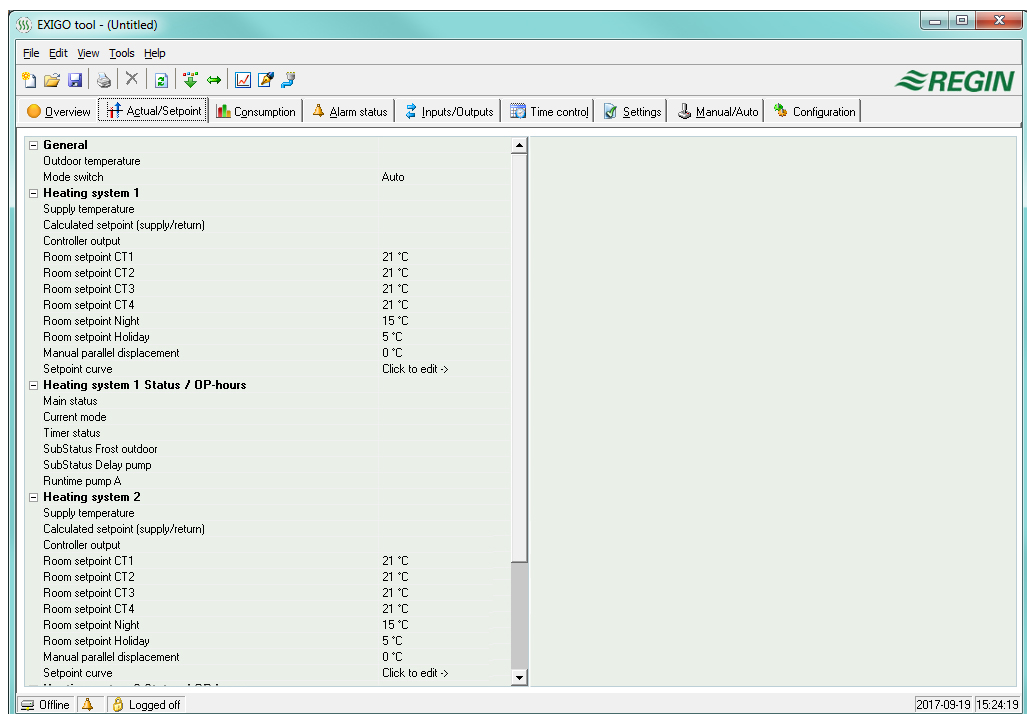 EXIGO tool - (Untitled)
File Edit View Tools Help
REGIN
Overview Actual/Setpoint Consumption Alarm status Inputs/Outputs Time control Settings Manual/Auto Configuration
General
Outdoor temperature
Mode switch Auto
Heating system 1
Supply temperature
Calculated setpoint (supply/return)
Controller output
Room setpoint CT1 21 °C
Room setpoint CT2 21 °C
Room setpoint CT3 21 °C
Room setpoint CT4 21 °C
Room setpoint Night 15 °C
Room setpoint Holiday 5 °C
Manual parallel displacement 0 °C
Setpoint curve Click to edit ->
Heating system 1 Status / OP-hours
Main status
Current mode
Timer status
SubStatus Frost outdoor
SubStatus Delay pump
Runtime pump A
Heating system 2
Supply temperature
Calculated setpoint (supply/return)
Controller output
Room setpoint CT1 21 °C
Room setpoint CT2 21 °C
Room setpoint CT3 21 °C
Room setpoint CT4 21 °C
Room setpoint Night 15 °C
Room setpoint Holiday 5 °C
Manual parallel displacement 0 °C
Setpoint curve Click to edit ->
Offline Logged off 2017-09-19 15:24:19